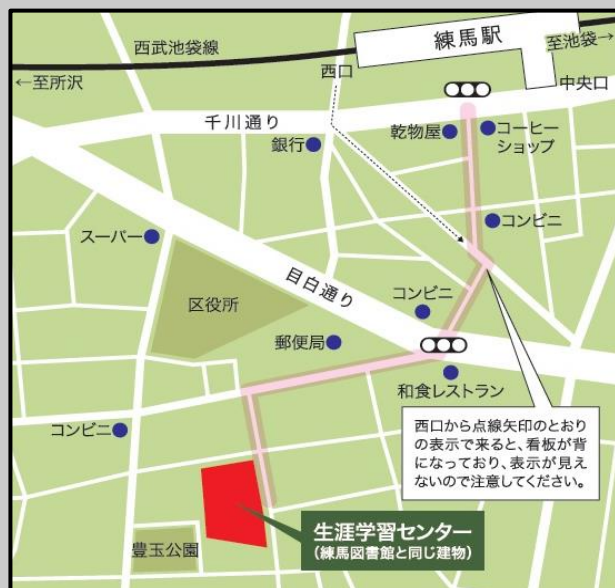 西武池袋線
練馬駅
至池袋→
←至所沢
西口
中央口
千川通り
銀行
乾物屋
コーヒー
ショップ
コンビニ
スーパー
目白通り
区役所
コンビニ
郵便局
和食レストラン
コンビニ
西口から点線矢印のとおり
の表示で来ると、看板が背
になっており、表示が見え
ないので注意してください。
生涯学習センター
(練馬図書館と同じ建物)
豊玉公園